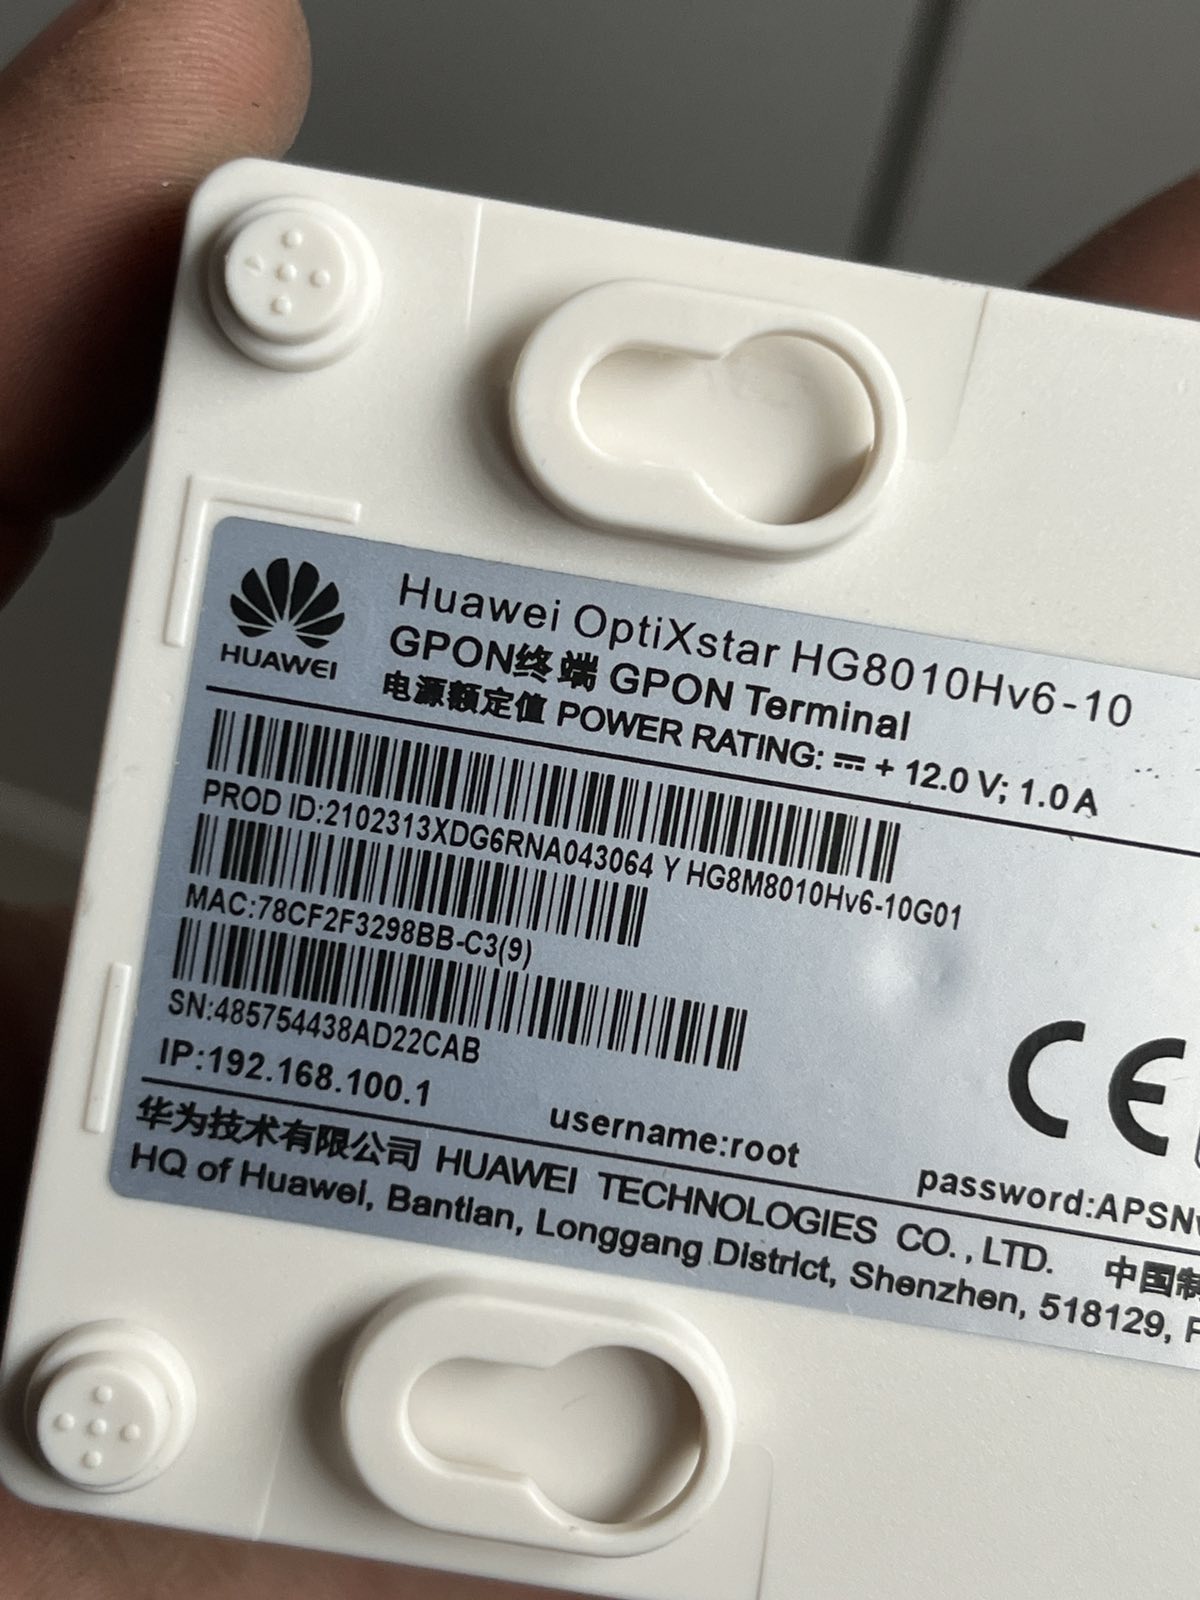 HUAWEI
Huawei OptiXstar HG8010Hv6-10
GPON终端 GPON Terminal
电源额定值 POWER RATING: ⎓ + 12.0 V; 1.0 A
PROD ID:2102313XDG6RNA043064 Y HG8M8010Hv6-10G01
MAC:78CF2F3298BB-C3(9)
SN:485754438AD22CAB
CE
IP:192.168.100.1 username:root password:APSN
华为技术有限公司 HUAWEI TECHNOLOGIES CO., LTD. 中国制
HQ of Huawei, Bantian, Longgang District, Shenzhen, 518129, P